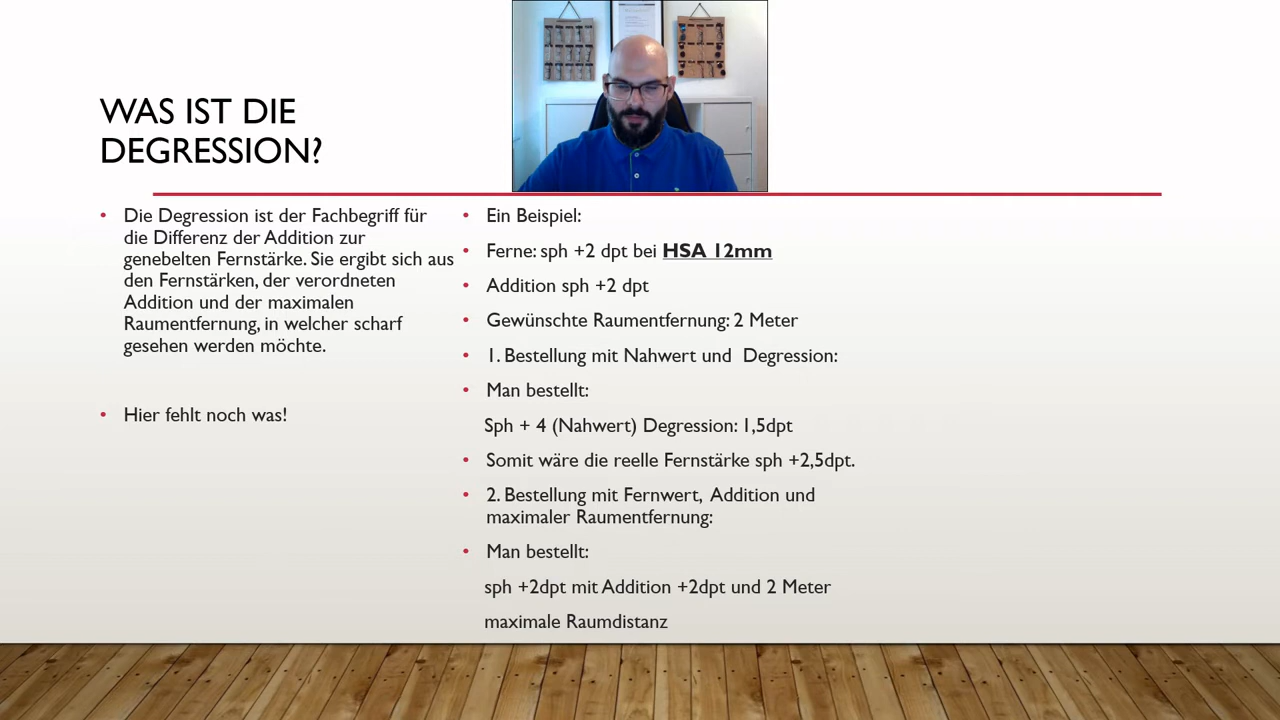 WAS IST DIE
DEGRESSION?
Die Degression ist der Fachbegriff für
die Differenz der Addition zur
genebelten Fernstärke. Sie ergibt sich aus
den Fernstärken, der verordneten
Addition und der maximalen
Raumentfernung, in welcher scharf
gesehen werden möchte.
Hier fehlt noch was!
Ein Beispiel:
Ferne: sph +2 dpt bei HSA 12mm
Addition sph +2 dpt
Gewünschte Raumentfernung: 2 Meter
1. Bestellung mit Nahwert und Degression:
Man bestellt:
Sph + 4 (Nahwert) Degression: 1,5dpt
Somit wäre die reelle Fernstärke sph +2,5dpt.
2. Bestellung mit Fernwert, Addition und
maximaler Raumentfernung:
Man bestellt:
sph +2dpt mit Addition +2dpt und 2 Meter
maximale Raumdistanz